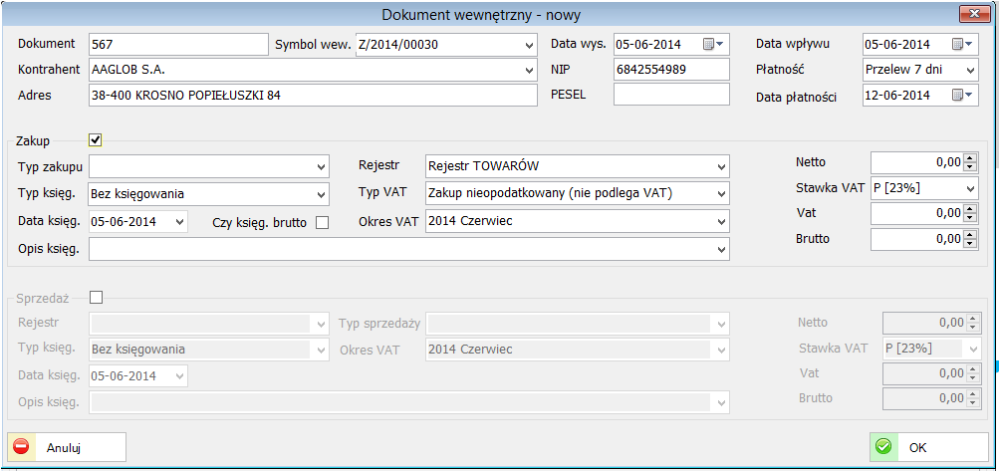 Dokument wewnętrzny - nowy
Dokument 567 Symbol wew. Z/2014/00030 Data wys. 05-06-2014 Data wpływu 05-06-2014
Kontrahent AAGLOB S.A. NIP 6842554989 Płatność Przelew 7 dni
Adres 38-400 KROSNO POPIEŁUSZKI 84 PESEL Data płatności 12-06-2014
Zakup
Typ zakupu Rejestr Rejestr TOWARÓW Netto 0,00
Typ księg. Bez księgowania Typ VAT Zakup nieopodatkowany (nie podlega VAT) Stawka VAT P [23%]
Data księg. 05-06-2014 Czy księg. brutto Okres VAT 2014 Czerwiec Vat 0,00
Opis księg. Brutto 0,00
Sprzedaż
Rejestr Typ sprzedaży Netto 0,00
Typ księg. Bez księgowania Okres VAT 2014 Czerwiec Stawka VAT P [23%]
Data księg. 05-06-2014 Vat 0,00
Opis księg. Brutto 0,00
Anuluj OK